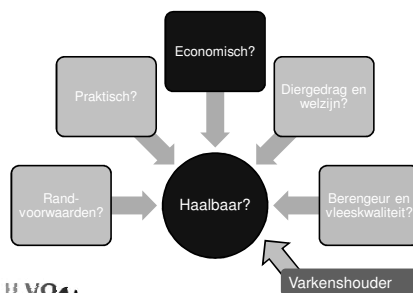 Economisch?
Praktisch?
Diergedrag en
welzijn?
Rand-
voorwaarden?
Haalbaar?
Berengeur en
vleeskwaliteit?
Varkenshouder